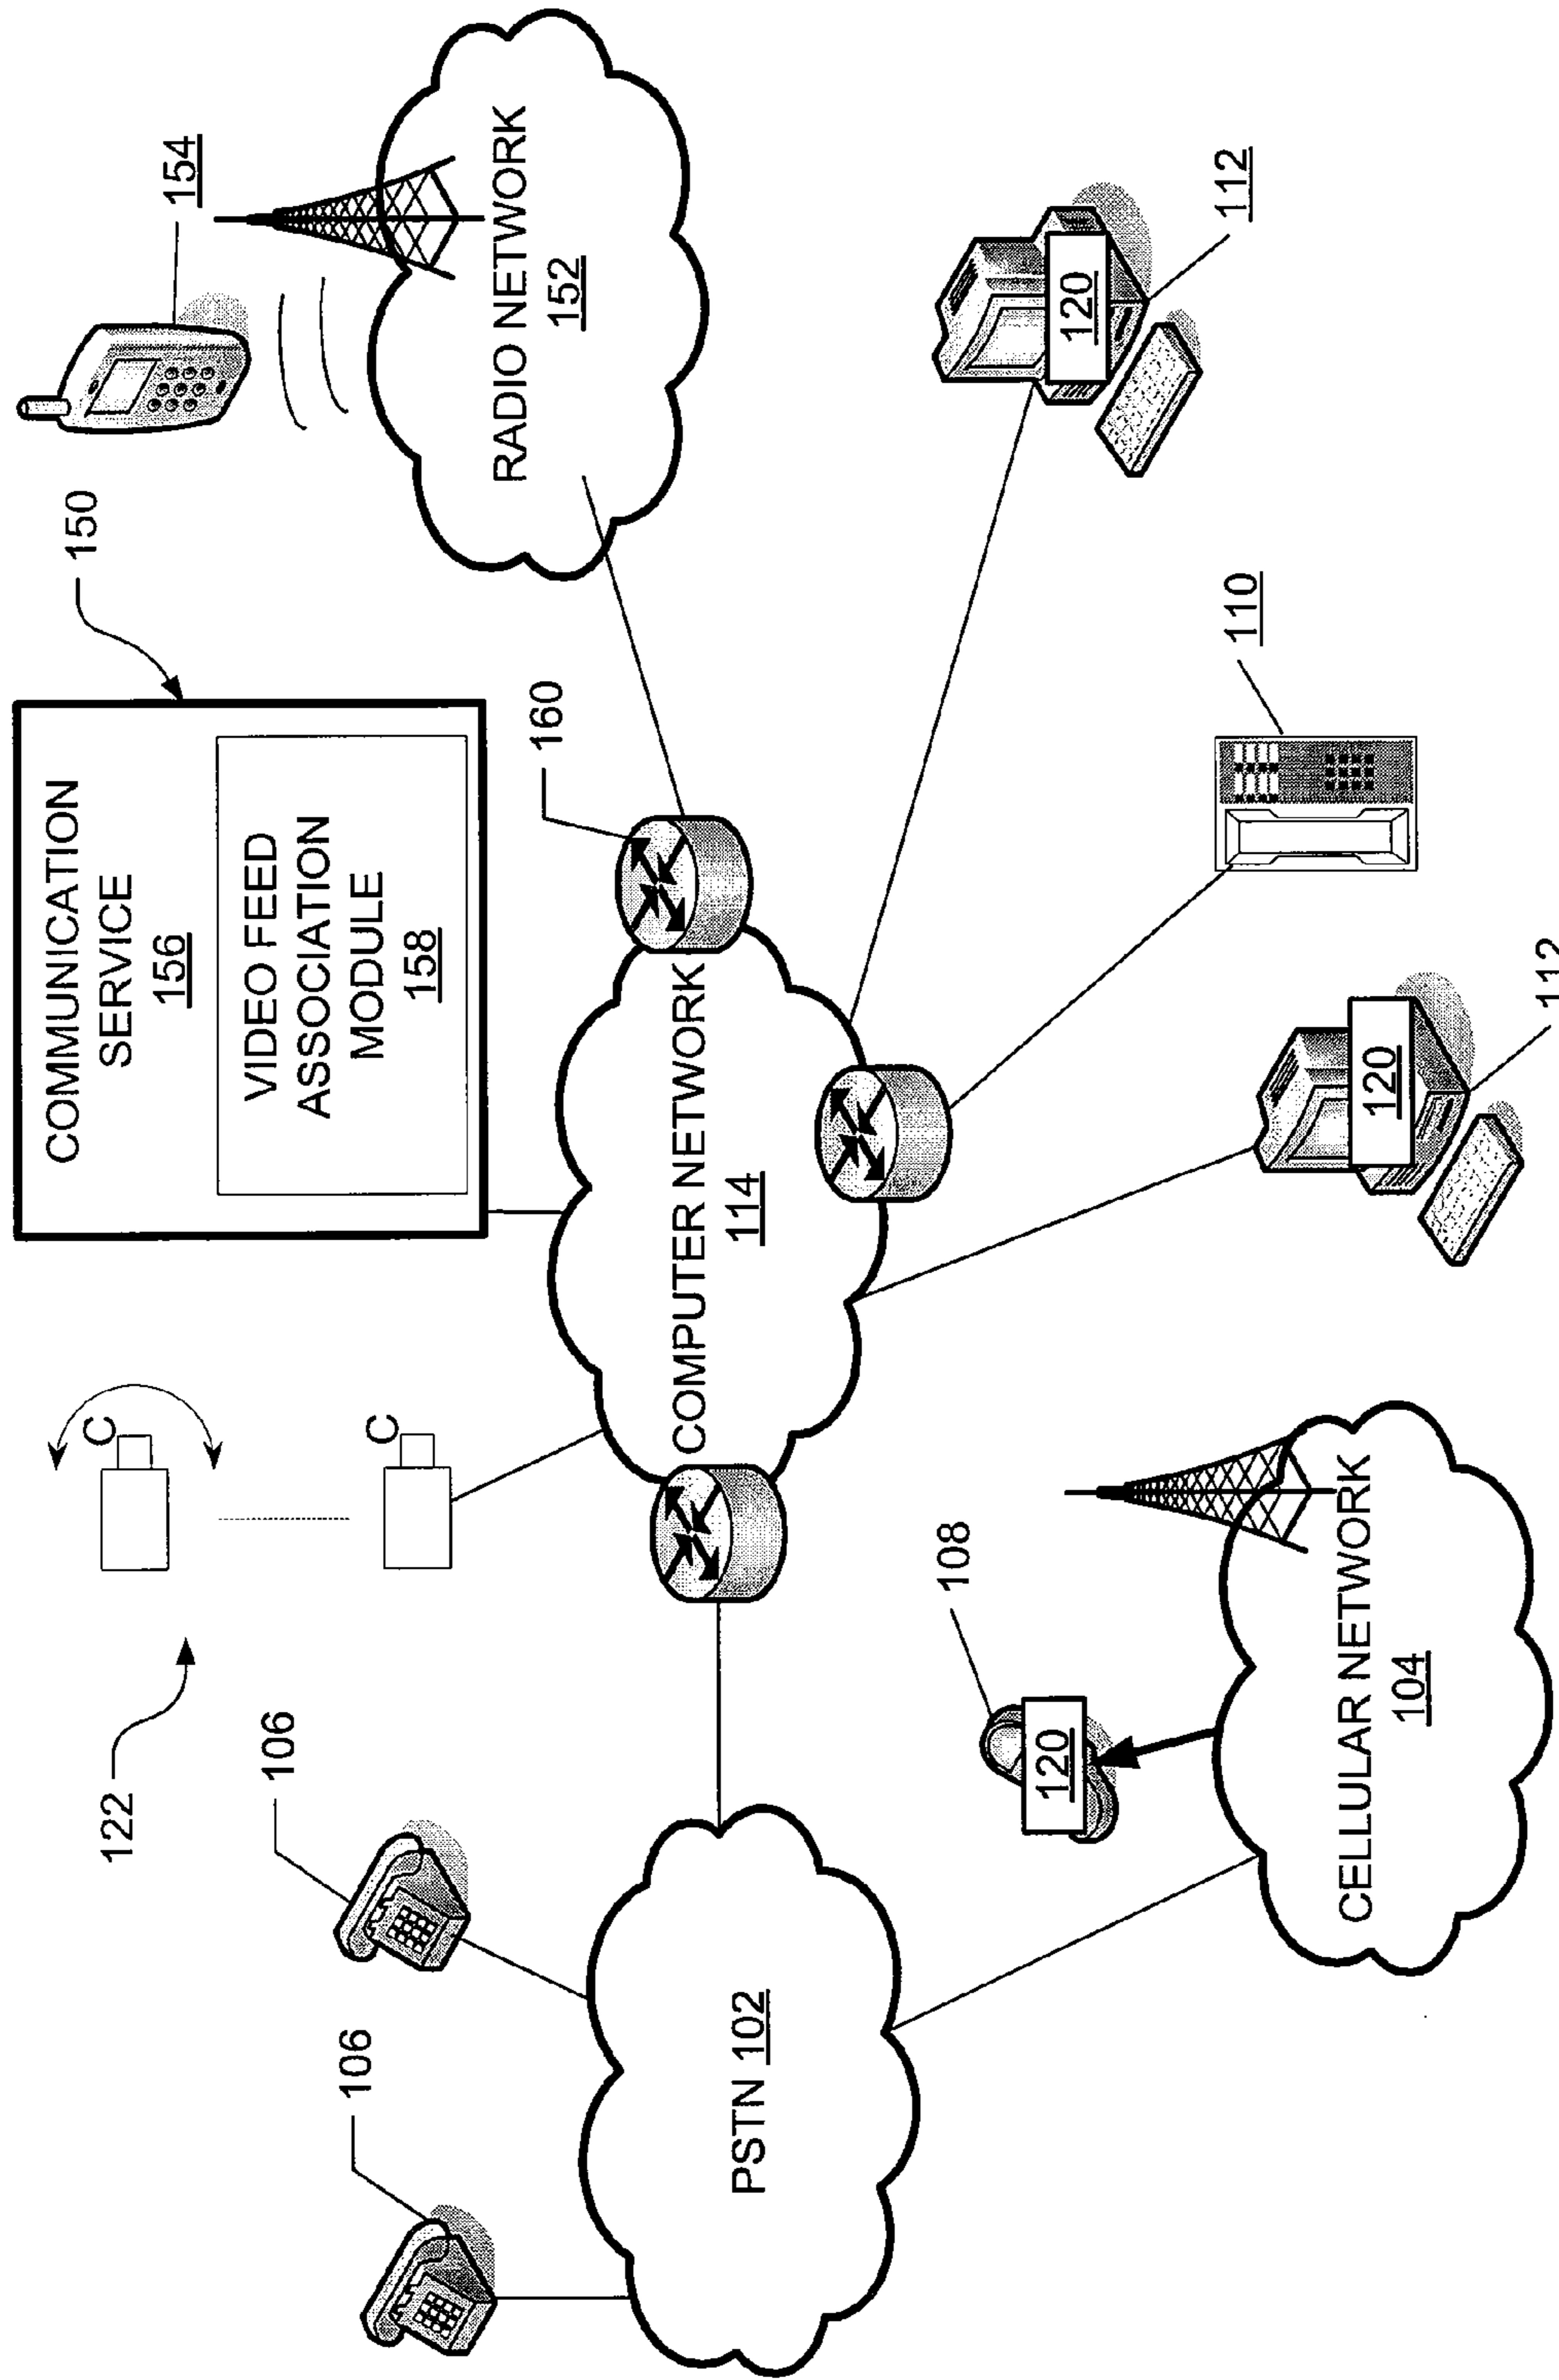 COMMUNICATION
SERVICE
156
VIDEO FEED
ASSOCIATION
MODULE
158
150
154
RADIO NETWORK
152
122
C
C
106
106
160
COMPUTER NETWORK
114
PSTN 102
108
120
CELLULAR NETWORK
104
120
112
110
120
112